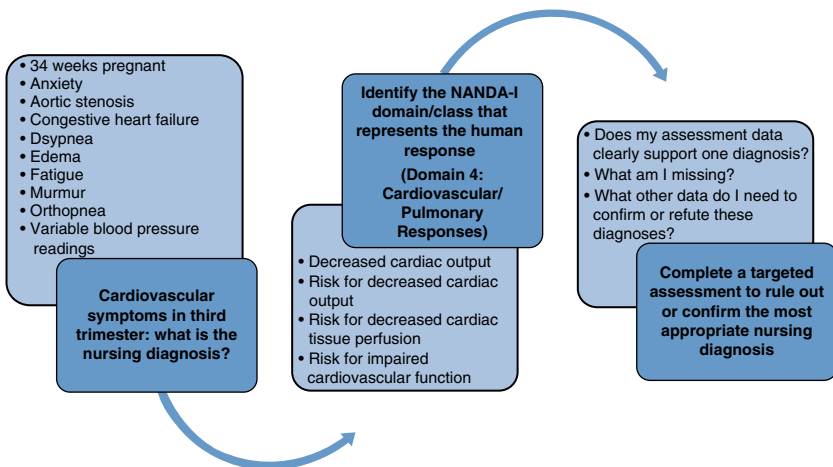 • 34 weeks pregnant
• Anxiety
• Aortic stenosis
• Congestive heart failure
• Dsypnea
• Edema
• Fatigue
• Murmur
• Orthopnea
• Variable blood pressure
readings
Cardiovascular
symptoms in third
trimester: what is the
nursing diagnosis?
Identify the NANDA-I
domain/class that
represents the human
response
(Domain 4:
Cardiovascular/
Pulmonary
Responses)
• Decreased cardiac output
• Risk for decreased cardiac
output
• Risk for decreased cardiac
tissue perfusion
• Risk for impaired
cardiovascular function
• Does my assessment data
clearly support one diagnosis?
• What am I missing?
• What other data do I need to
confirm or refute these
diagnoses?
Complete a targeted
assessment to rule out
or confirm the most
appropriate nursing
diagnosis